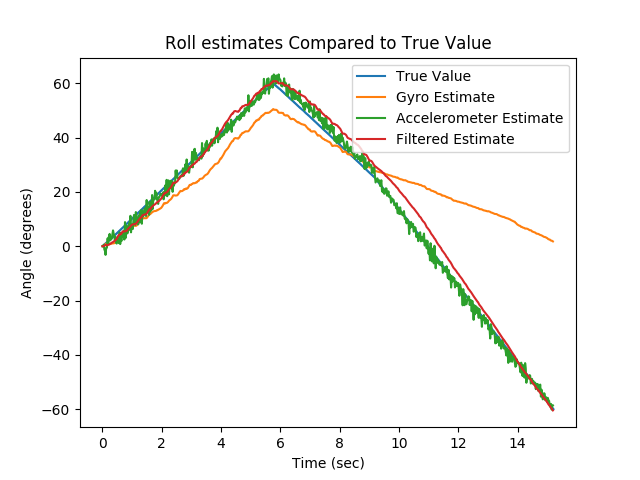 Roll estimates Compared to True Value
True Value
Gyro Estimate
Accelerometer Estimate
Filtered Estimate
60
40
20
0
−20
−40
−60
Angle (degrees)
0 2 4 6 8 10 12 14
Time (sec)